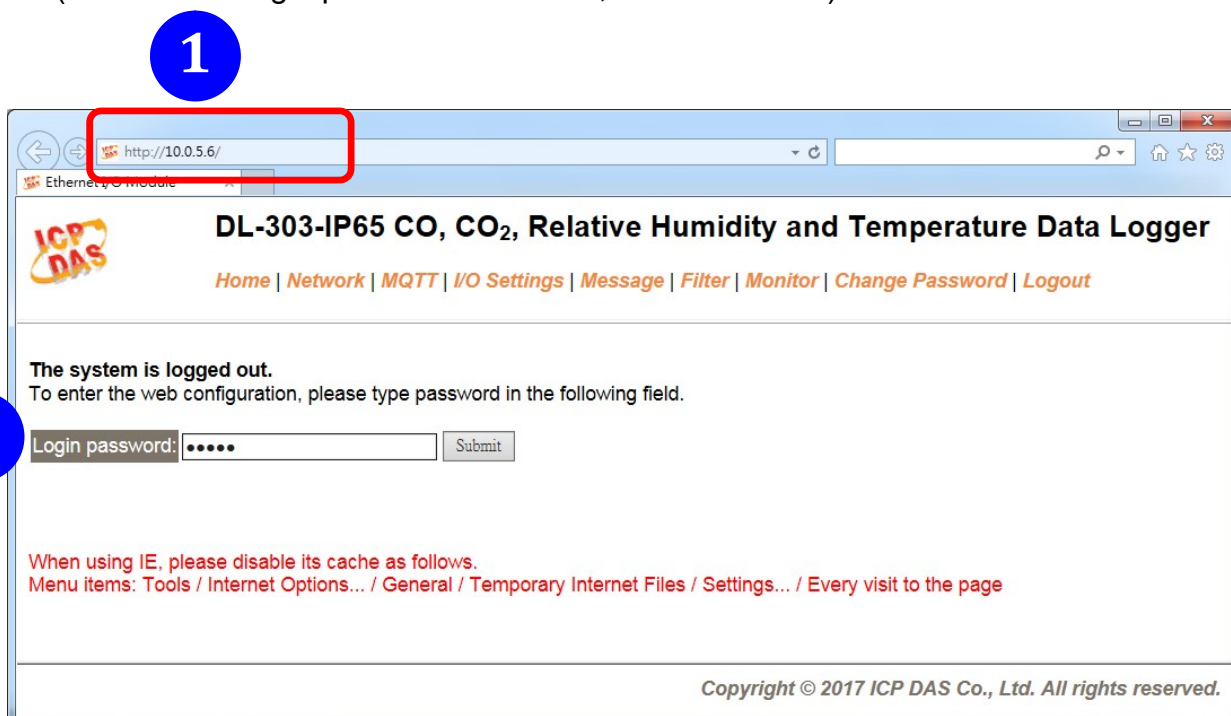 1
http://10.0.5.6/
Ethernet I/O Module
ICP DAS
DL-303-IP65 CO, CO₂, Relative Humidity and Temperature Data Logger
Home | Network | MQTT | I/O Settings | Message | Filter | Monitor | Change Password | Logout
The system is logged out.
To enter the web configuration, please type password in the following field.
Login password: ••••• Submit
When using IE, please disable its cache as follows.
Menu items: Tools / Internet Options... / General / Temporary Internet Files / Settings... / Every visit to the page
Copyright © 2017 ICP DAS Co., Ltd. All rights reserved.